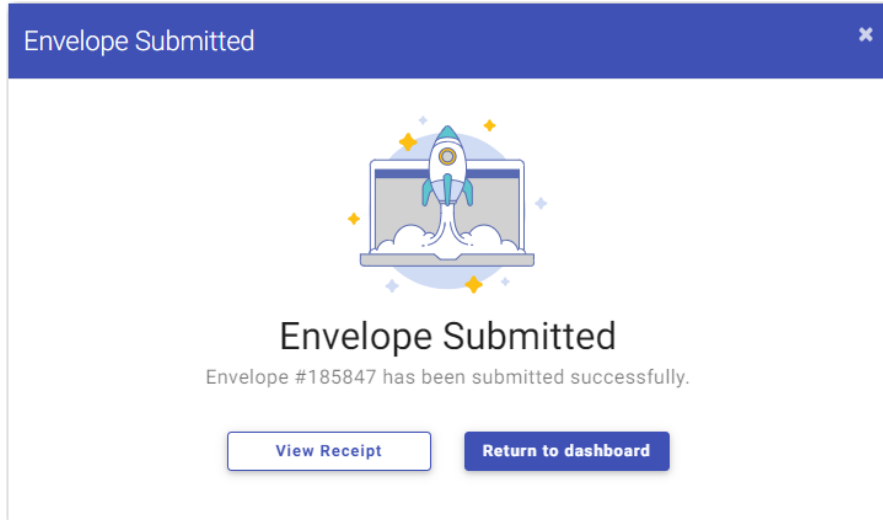 Envelope Submitted
Envelope Submitted
Envelope #185847 has been submitted successfully.
View Receipt
Return to dashboard